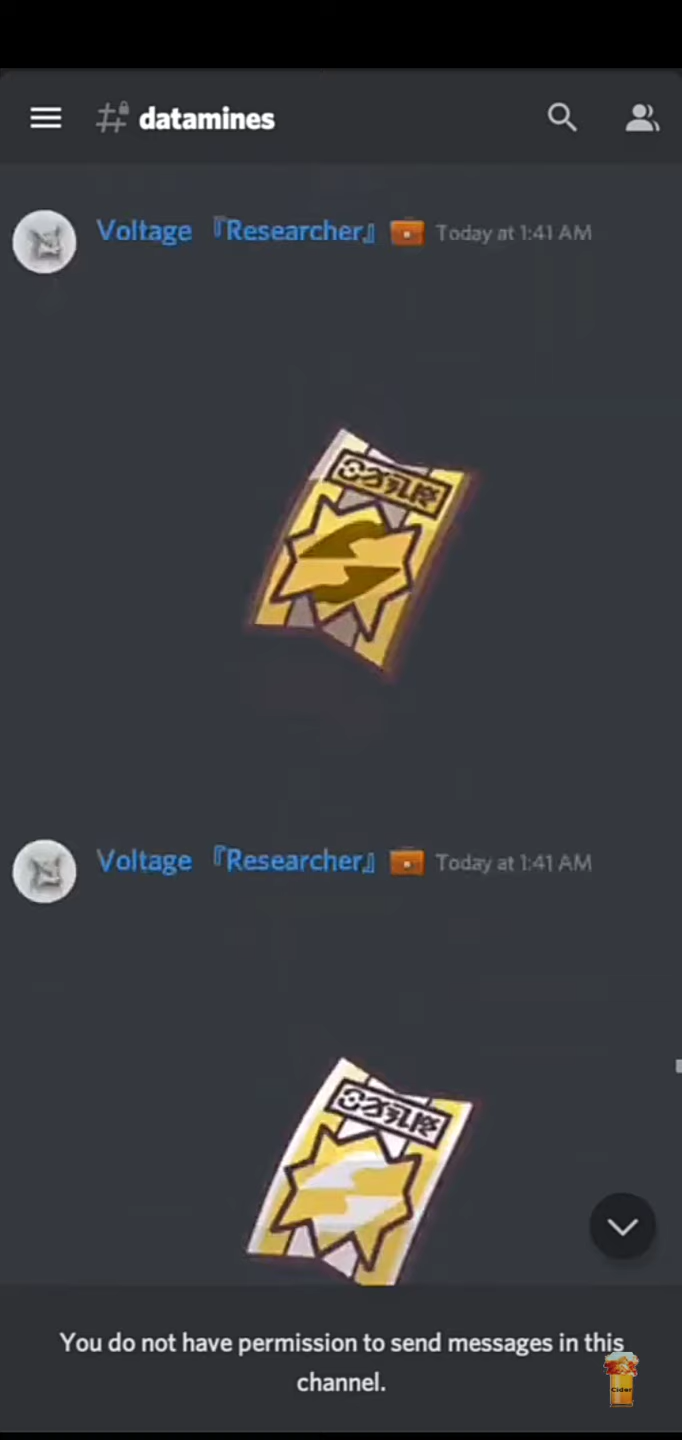 datamines
Voltage 『Researcher』 Today at 1:41 AM
Voltage 『Researcher』 Today at 1:41 AM
You do not have permission to send messages in this
channel.
Cider